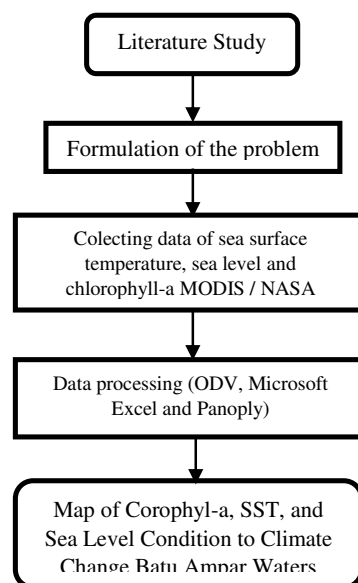 Literature Study
Formulation of the problem
Colecting data of sea surface
temperature, sea level and
chlorophyll-a MODIS / NASA
Data processing (ODV, Microsoft
Excel and Panoply)
Map of Corophyl-a, SST, and
Sea Level Condition to Climate
Change Batu Ampar Waters